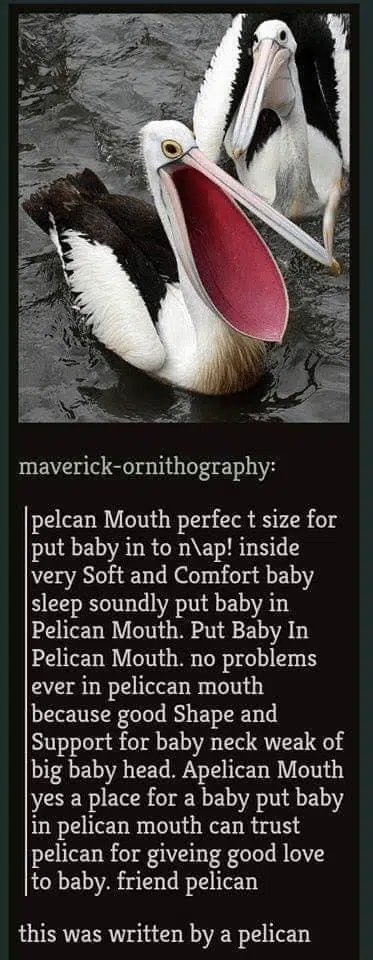 maverick-ornithography:
pelcan Mouth perfec t size for
put baby in to n\ap! inside
very Soft and Comfort baby
sleep soundly put baby in
Pelican Mouth. Put Baby In
Pelican Mouth. no problems
ever in peliccan mouth
because good Shape and
Support for baby neck weak of
big baby head. Apelican Mouth
yes a place for a baby put baby
in pelican mouth can trust
pelican for giveing good love
to baby. friend pelican
this was written by a pelican